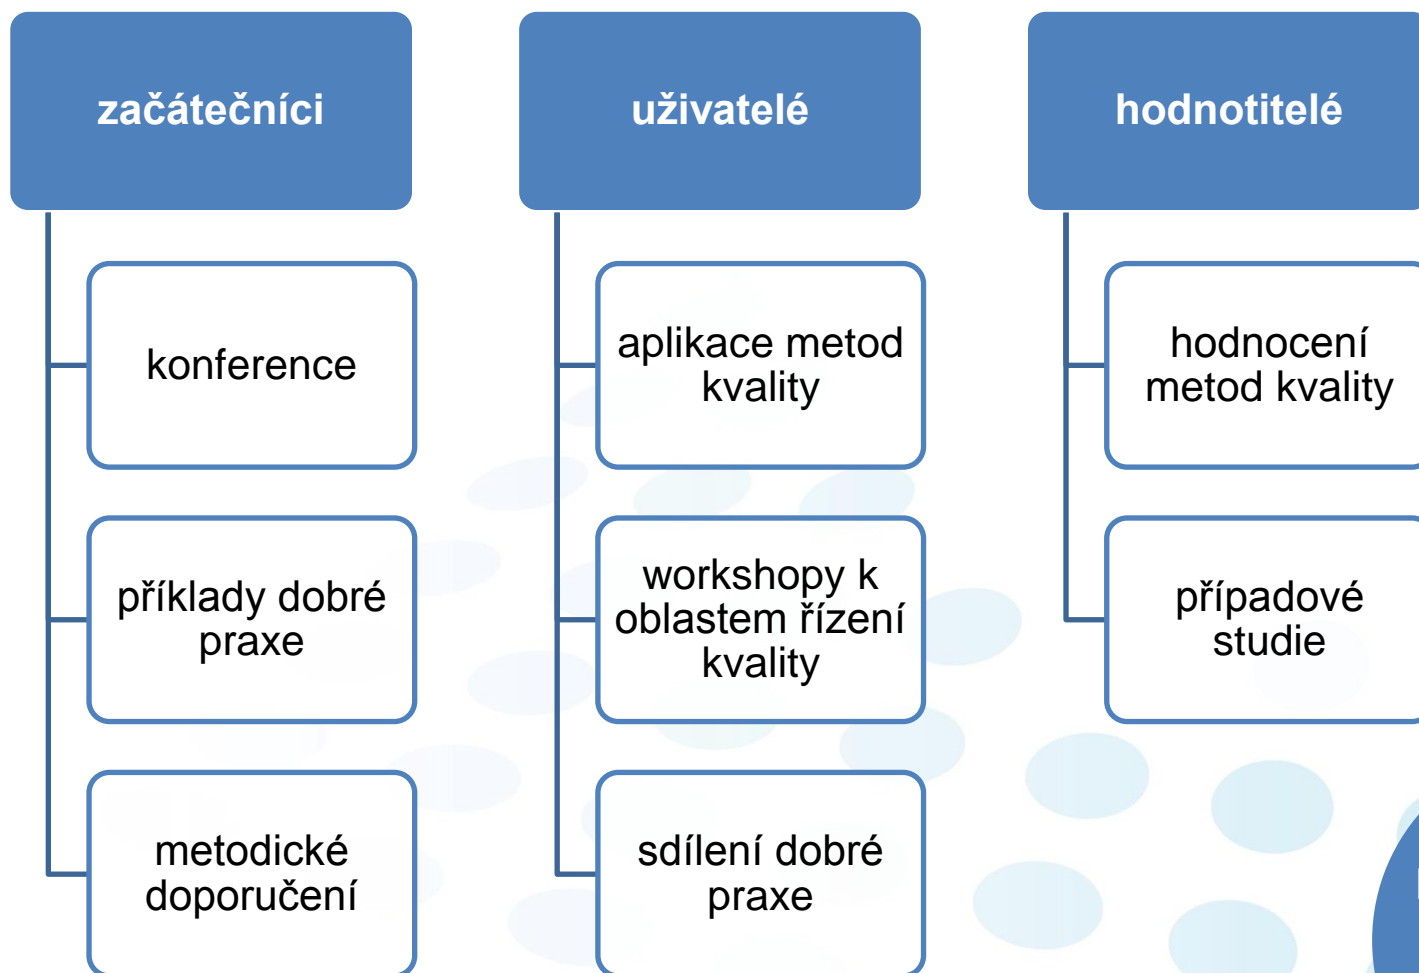 začátečníci
konference
příklady dobré
praxe
metodické
doporučení
uživatelé
aplikace metod
kvality
workshopy k
oblastem řízení
kvality
sdílení dobré
praxe
hodnotitelé
hodnocení
metod kvality
případové
studie